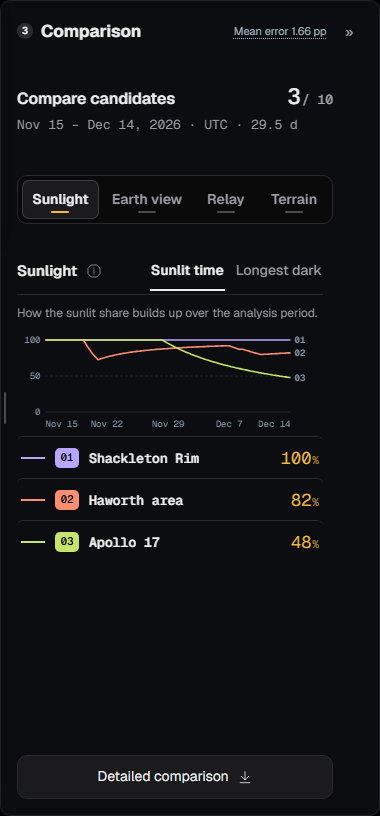 3 Comparison Mean error 1.66 pp »
Compare candidates 3 / 10
Nov 15 – Dec 14, 2026 · UTC · 29.5 d
Sunlight Earth view Relay Terrain
Sunlight Sunlit time Longest dark
How the sunlit share builds up over the analysis period.
100 01
02
50 03
0
Nov 15 Nov 22 Nov 29 Dec 7 Dec 14
01 Shackleton Rim 100%
02 Haworth area 82%
03 Apollo 17 48%
Detailed comparison